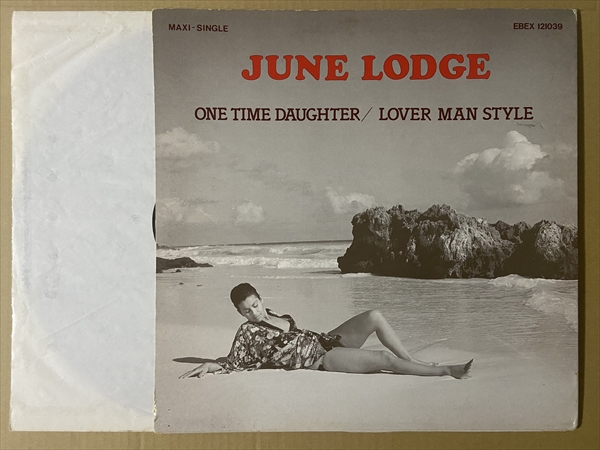 MAXI-SINGLE EBEX 121039
JUNE LODGE
ONE TIME DAUGHTER/ LOVER MAN STYLE